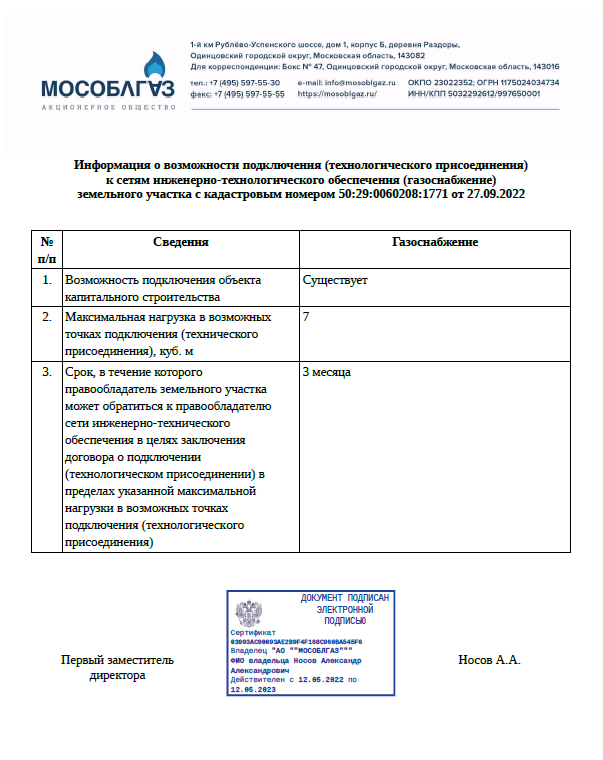 1-й км Рублёво-Успенского шоссе, дом 1, корпус Б, деревня Раздоры,
Одинцовский городской округ, Московская область, 143082
Для корреспонденции: Бокс № 47, Одинцовский городской округ, Московская область, 143016
МОСОБЛГАЗ
АКЦИОНЕРНОЕ ОБЩЕСТВО
тел.: +7 (495) 597-55-30 e-mail: info@mosoblgaz.ru ОКПО 23022352; ОГРН 1175024034734
факс: +7 (495) 597-55-55 https://mosoblgaz.ru/ ИНН/КПП 5032292612/997650001
Информация о возможности подключения (технологического присоединения)
к сетям инженерно-технологического обеспечения (газоснабжение)
земельного участка с кадастровым номером 50:29:0060208:1771 от 27.09.2022
№ Сведения Газоснабжение
п/п
1. Возможность подключения объекта Существует
капитального строительства
2. Максимальная нагрузка в возможных 7
точках подключения (технического
присоединения), куб. м
3. Срок, в течение которого 3 месяца
правообладатель земельного участка
может обратиться к правообладателю
сети инженерно-технического
обеспечения в целях заключения
договора о подключении
(технологическом присоединении) в
пределах указанной максимальной
нагрузки в возможных точках
подключения (технологического
присоединения)
ДОКУМЕНТ ПОДПИСАН
ЭЛЕКТРОННОЙ
ПОДПИСЬЮ
Сертификат
03993AC90093AE2B9F4F168C960BA545F6
Владелец "АО ""МОСОБЛГАЗ"""
ФИО владельца Носов Александр
Александрович
Действителен с 12.05.2022 по
12.05.2023
Первый заместитель Носов А.А.
директора